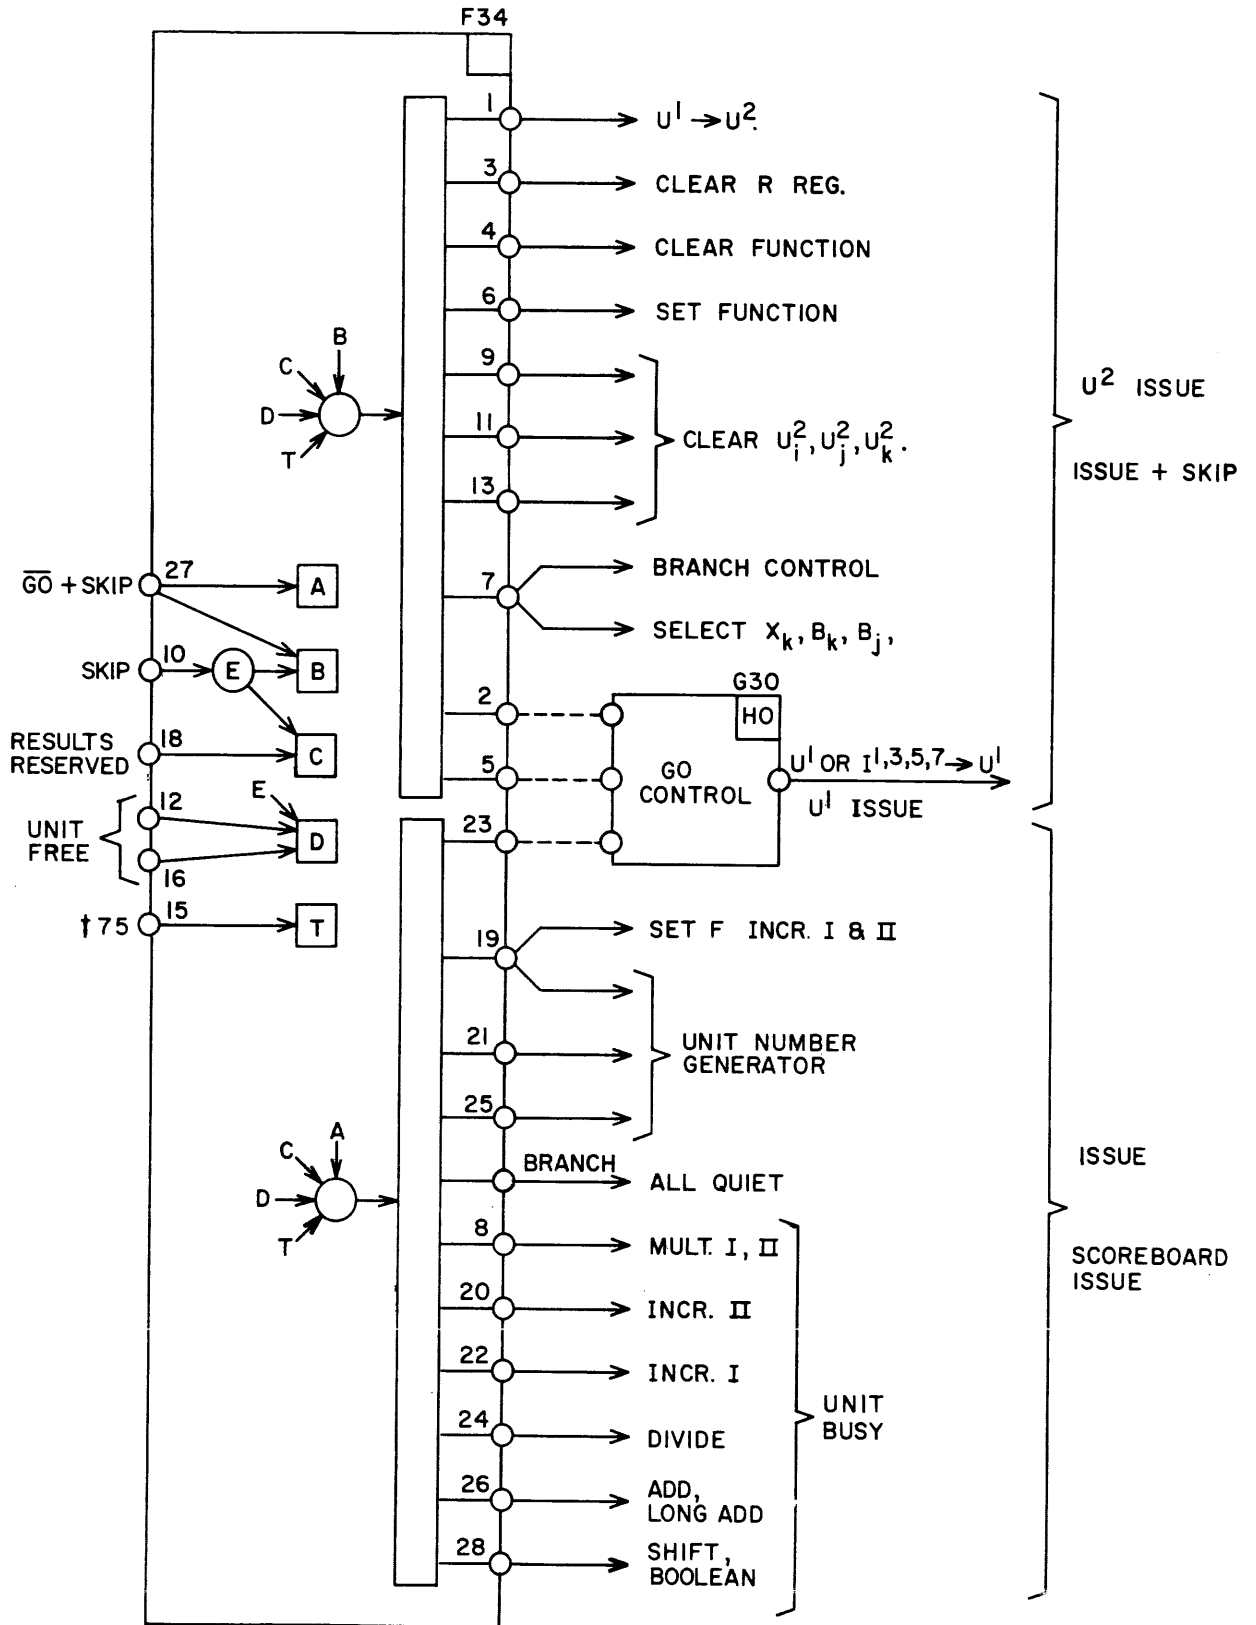 F34
1
U¹ → U².
3
CLEAR R REG.
4
CLEAR FUNCTION
6
SET FUNCTION
B
C
D
T
9
11
CLEAR U²ᵢ, U²ⱼ, U²ₖ.
13
U² ISSUE
ISSUE + SKIP
G̅O̅ + SKIP
27
A
7
BRANCH CONTROL
SELECT Xₖ, Bₖ, Bⱼ,
SKIP
10
E
B
RESULTS
RESERVED
18
C
2
5
G30
HO
GO
CONTROL
U¹ OR I¹,³,⁵,⁷ → U¹
U¹ ISSUE
UNIT
FREE
12
E
D
16
23
†75
15
T
19
SET F INCR. I & II
21
UNIT NUMBER
GENERATOR
25
A
C
D
T
BRANCH
ALL QUIET
8
MULT. I, II
20
INCR. II
22
INCR. I
24
DIVIDE
26
ADD,
LONG ADD
28
SHIFT,
BOOLEAN
UNIT
BUSY
ISSUE
SCOREBOARD
ISSUE